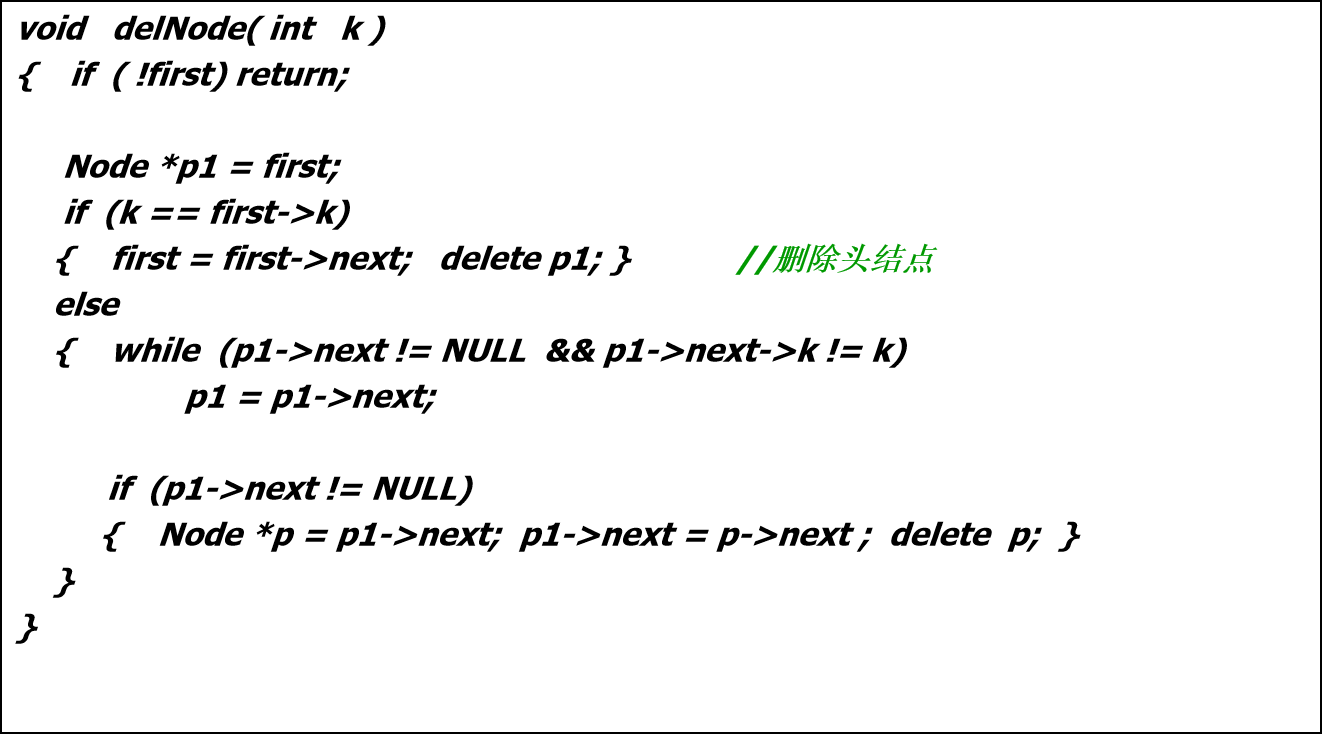 void   delNode( int   k )
{   if  ( !first) return;
Node *p1 = first;
if  (k == first->k)
{   first = first->next;   delete p1; }          //删除头结点
else
{   while  (p1->next != NULL  && p1->next->k != k)
p1 = p1->next;
if  (p1->next != NULL)
{   Node *p = p1->next;  p1->next = p->next ;  delete  p;  }
}
}